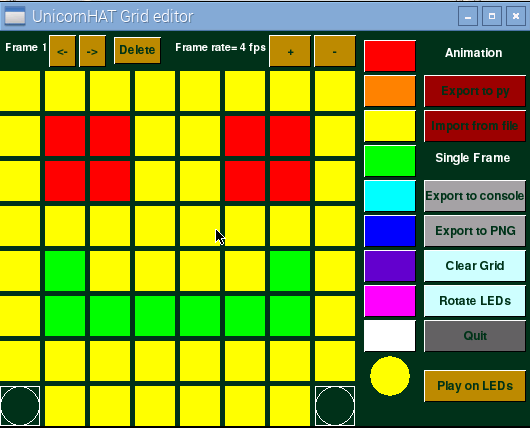 UnicornHAT Grid editor
Frame 1 <- -> Delete Frame rate= 4 fps + -
Animation
Export to py
Import from file
Single Frame
Export to console
Export to PNG
Clear Grid
Rotate LEDs
Quit
Play on LEDs